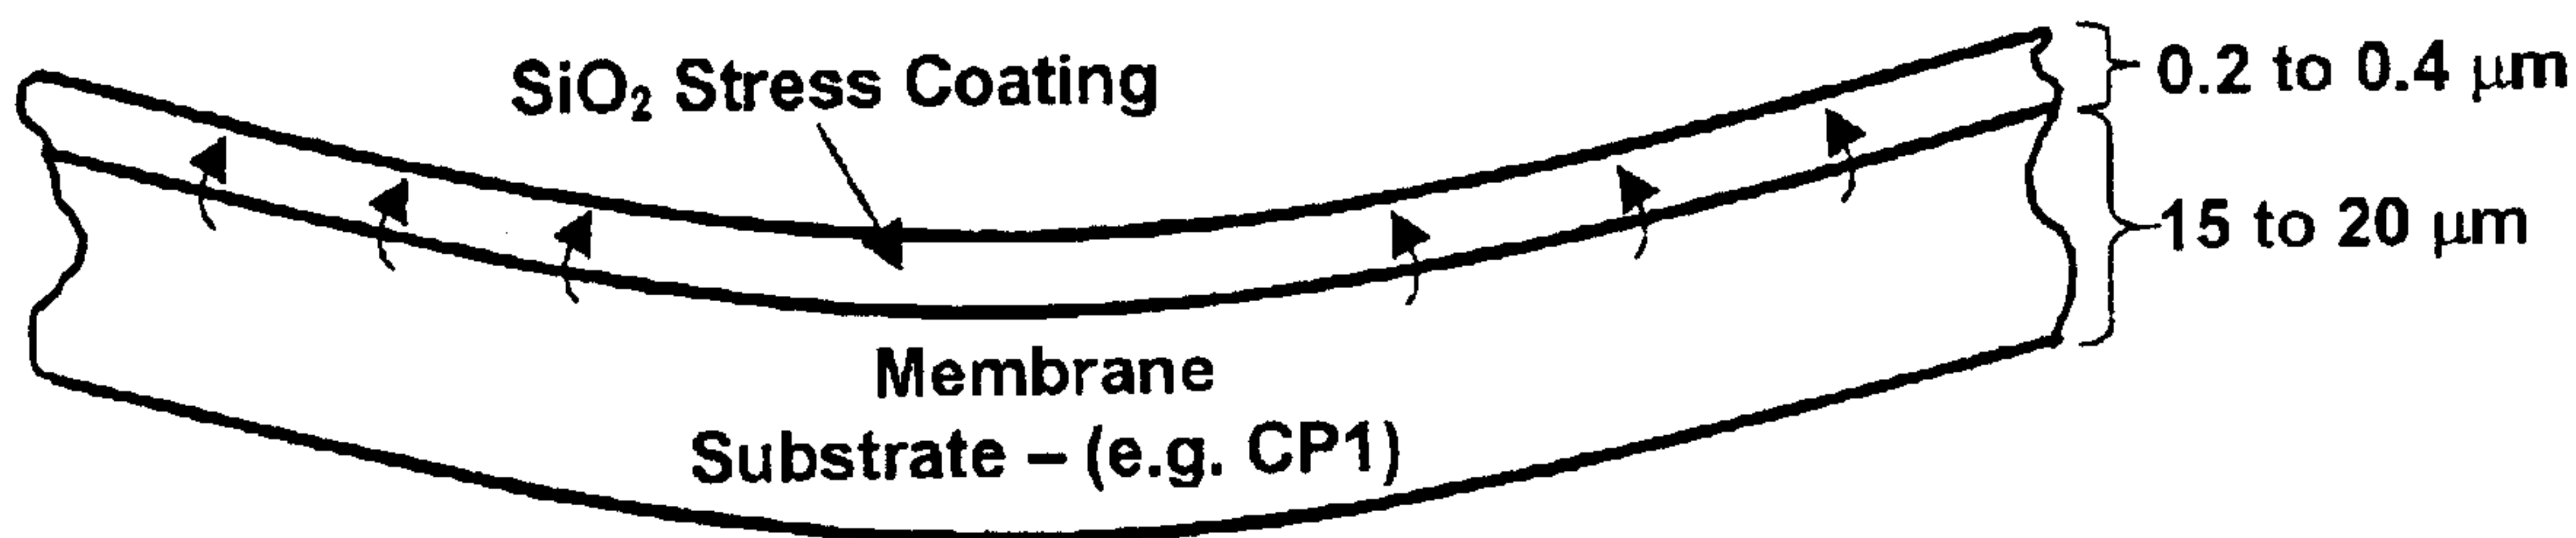 SiO₂ Stress Coating
0.2 to 0.4 μm
15 to 20 μm
Membrane
Substrate – (e.g. CP1)